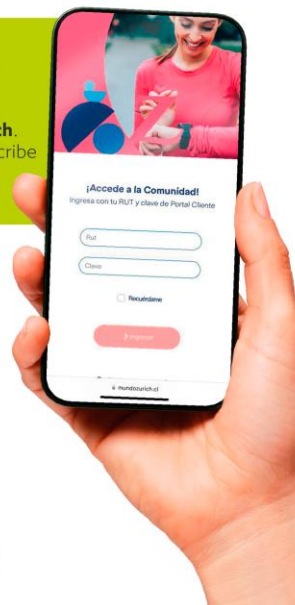 ch.
cribe
¡Accede a la Comunidad!
Ingresa con tu RUT y clave de Portal Cliente
Rut
Clave
Recuérdame
Ingresar
mundozurich.cl